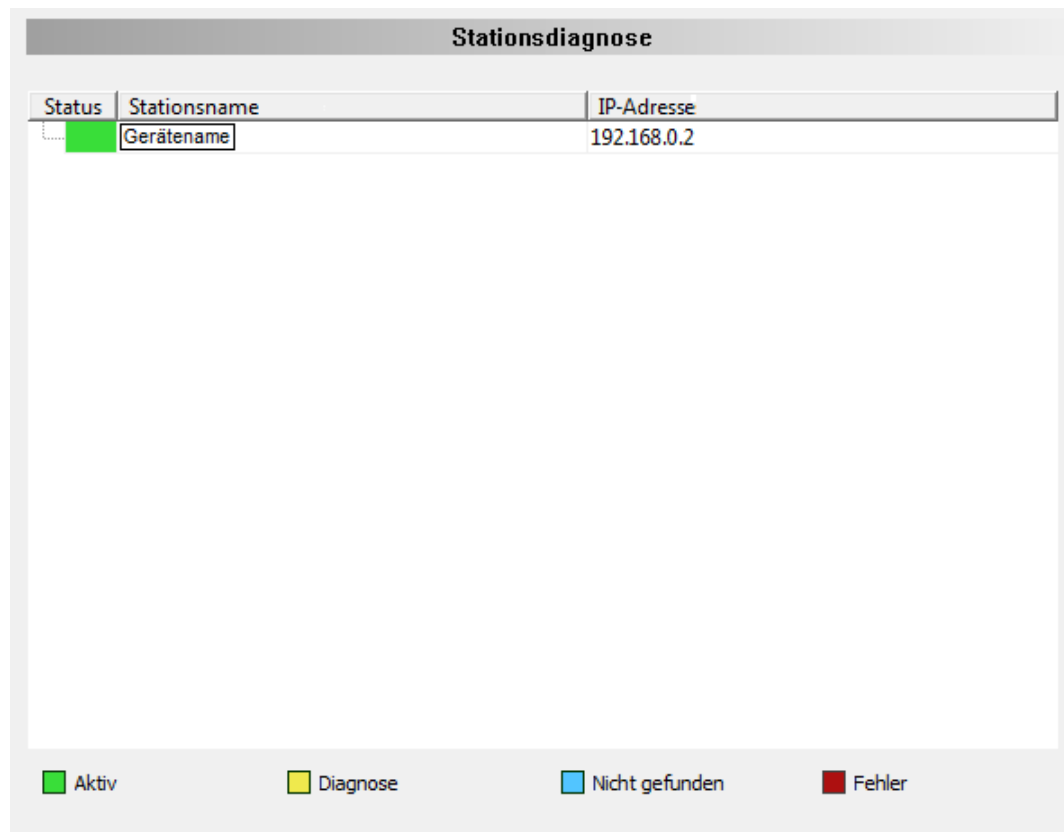 Stationsdiagnose
Status Stationsname IP-Adresse
Gerätename 192.168.0.2
Aktiv Diagnose Nicht gefunden Fehler